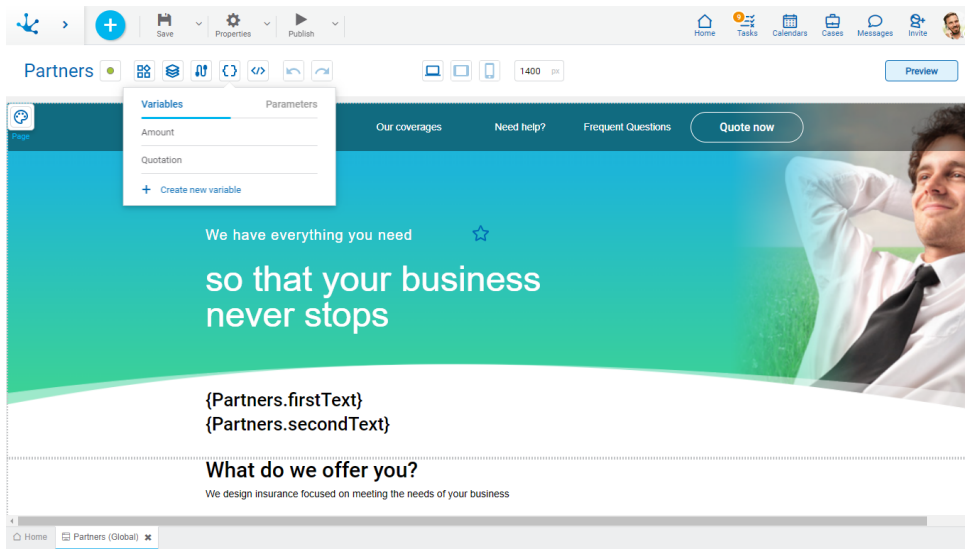 Save
Properties
Publish
Home
9
Tasks
Calendars
Cases
Messages
Invite
Partners
1400 px
Preview
Variables Parameters
Amount
Quotation
+ Create new variable
Page
Our coverages Need help? Frequent Questions Quote now
We have everything you need
so that your business
never stops
{Partners.firstText}
{Partners.secondText}
What do we offer you?
We design insurance focused on meeting the needs of your business
Home Partners (Global)